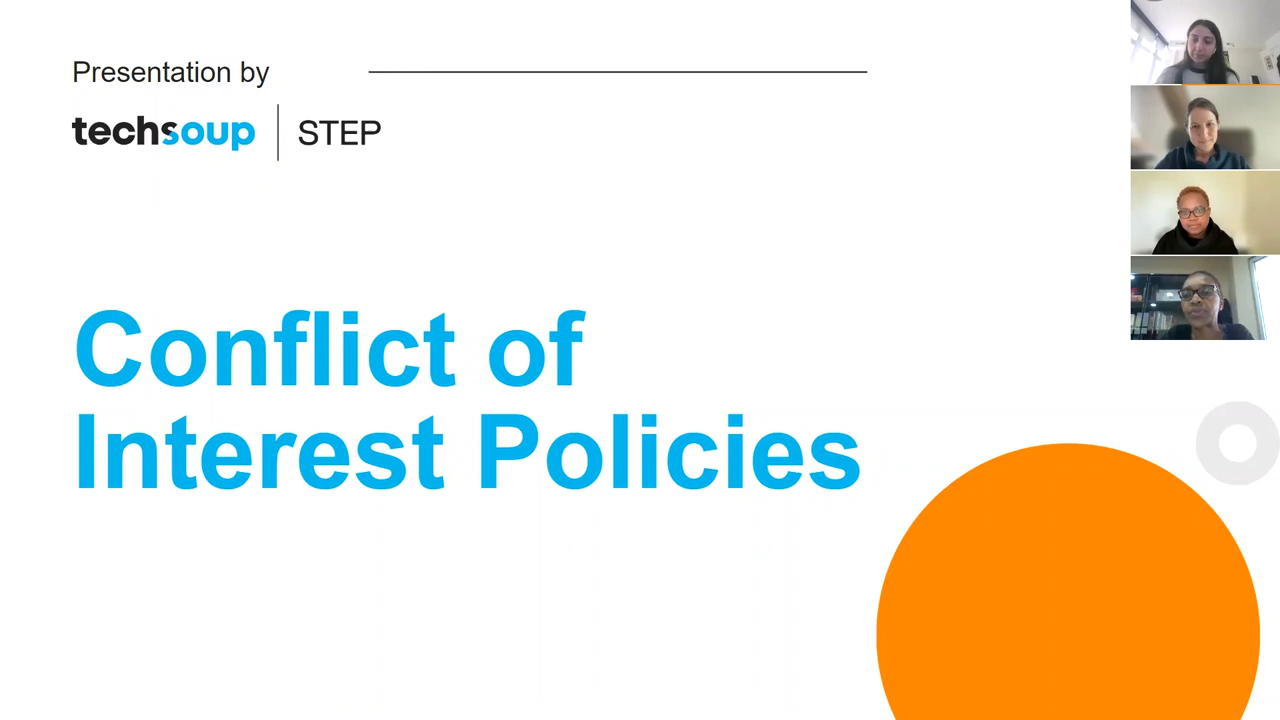 Presentation by
techsoup | STEP
Conflict of
Interest Policies